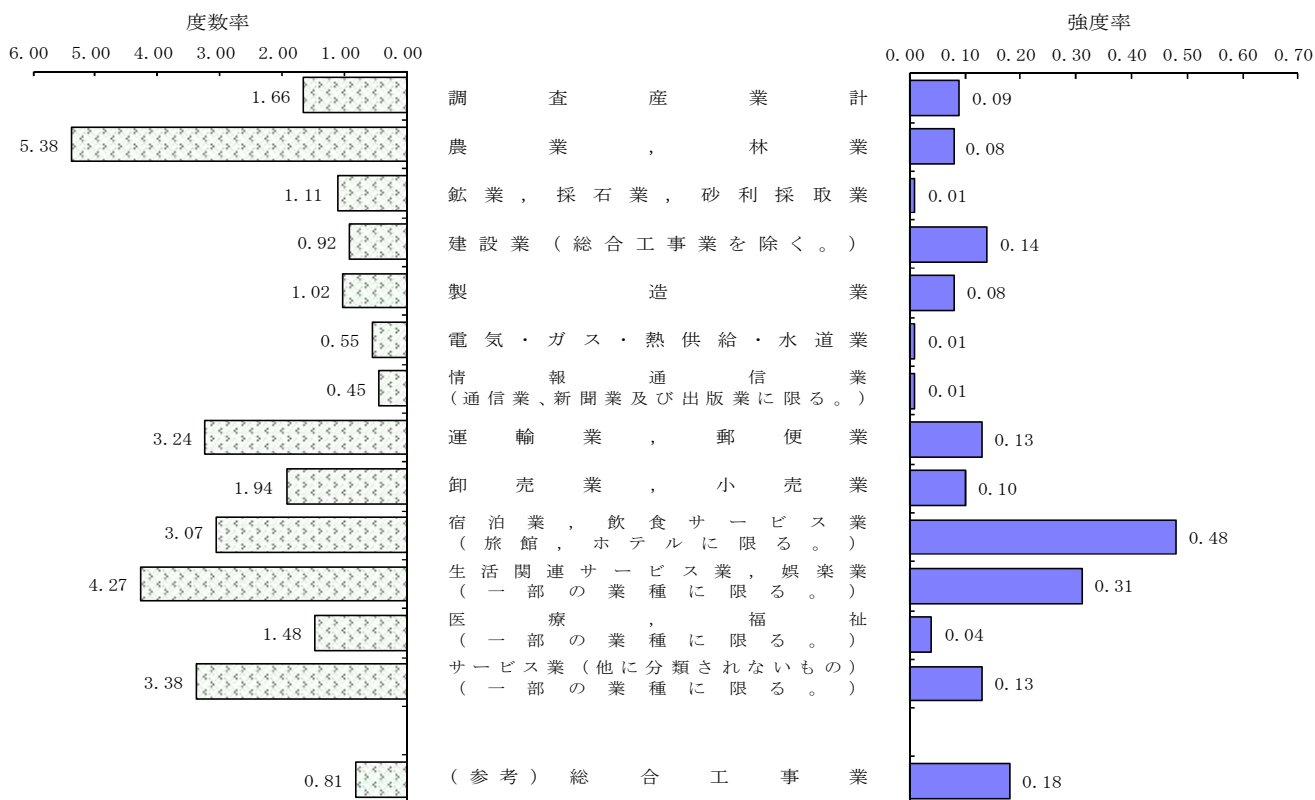 度数率
強度率
6.00 5.00 4.00 3.00 2.00 1.00 0.00
0.00 0.10 0.20 0.30 0.40 0.50 0.60 0.70
1.66 調査産業計 0.09
5.38 農業，林業 0.08
1.11 鉱業，採石業，砂利採取業 0.01
0.92 建設業（総合工事業を除く。） 0.14
1.02 製造業 0.08
0.55 電気・ガス・熱供給・水道業 0.01
情報通信業
0.45 （通信業、新聞業及び出版業に限る。） 0.01
3.24 運輸業，郵便業 0.13
1.94 卸売業，小売業 0.10
宿泊業，飲食サービス業
3.07 （旅館，ホテルに限る。） 0.48
生活関連サービス業，娯楽業
4.27 （一部の業種に限る。） 0.31
医療，福祉
1.48 （一部の業種に限る。） 0.04
サービス業（他に分類されないもの）
3.38 （一部の業種に限る。） 0.13
0.81 （参考）総合工事業 0.18